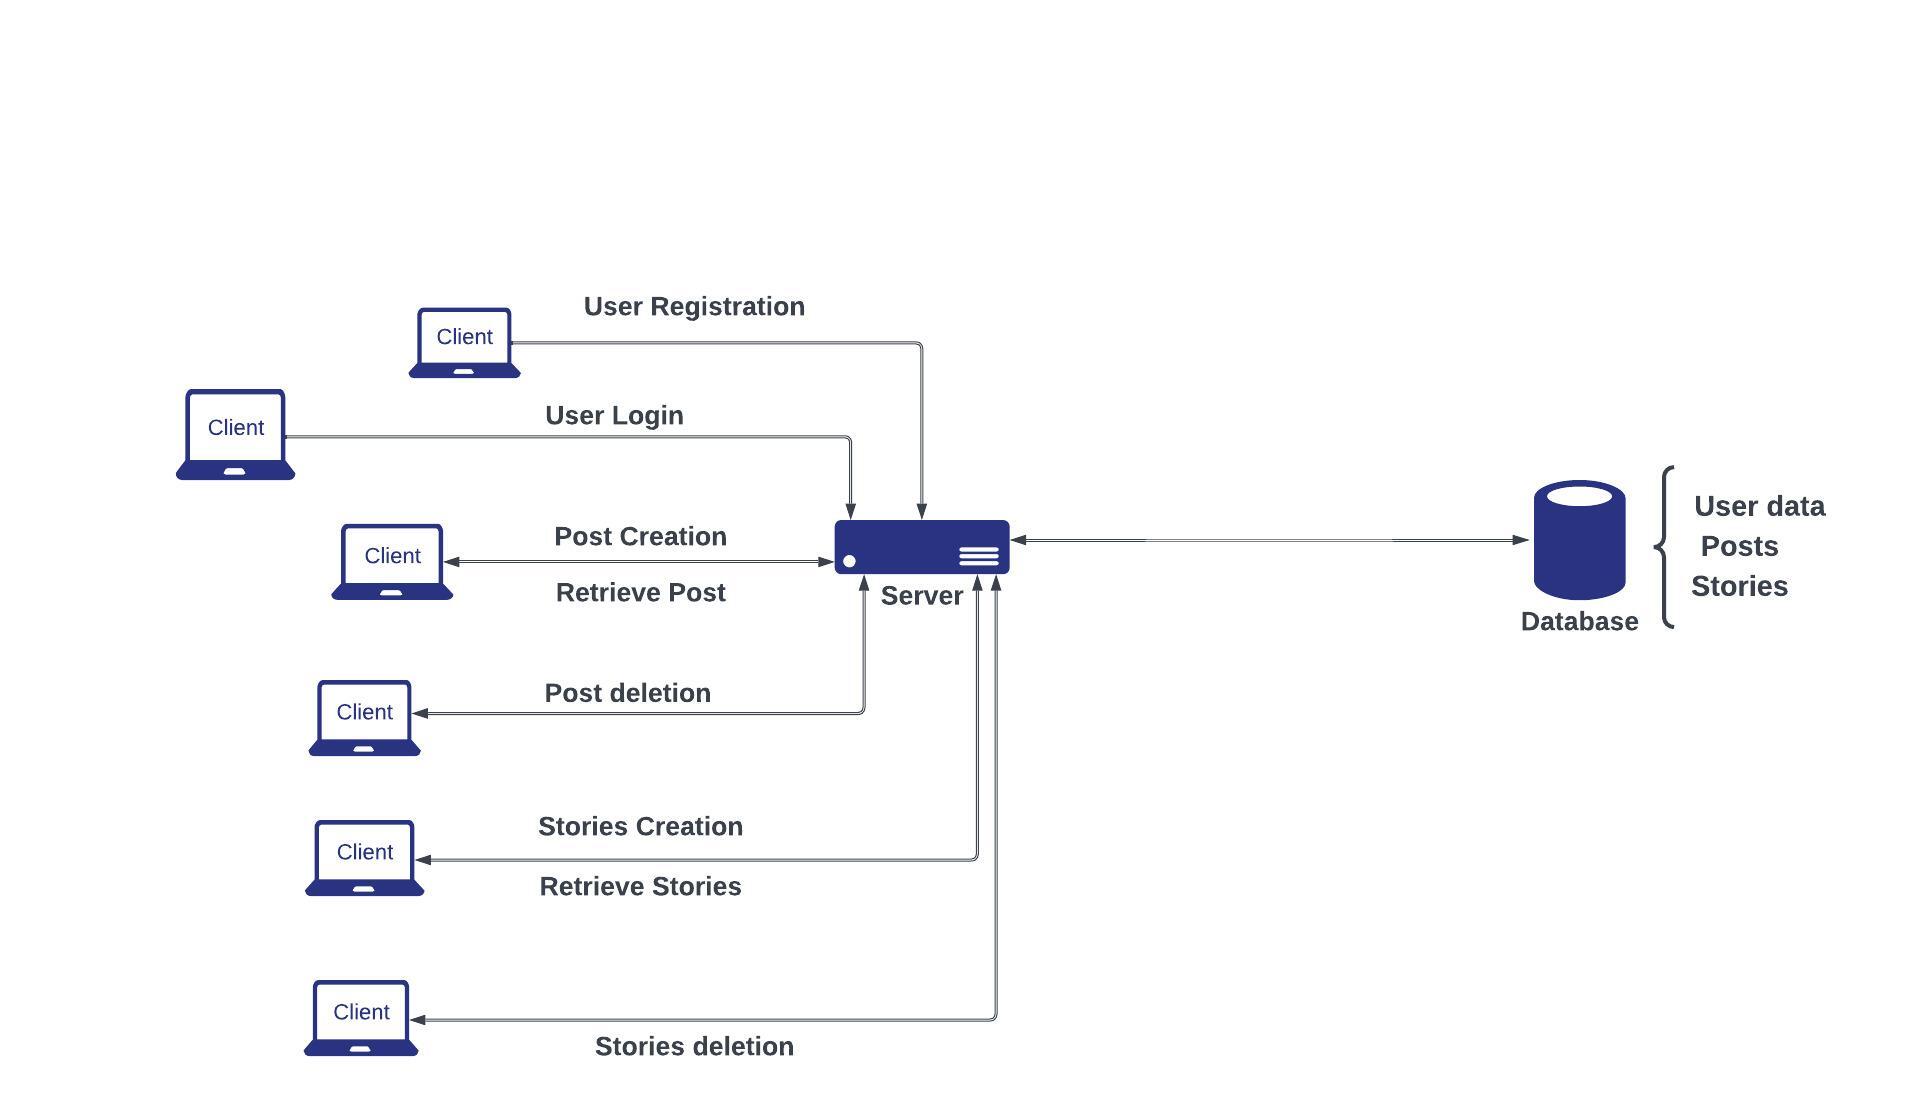 User Registration
Client
User Login
Client
Post Creation
Client
Retrieve Post
Server
User data
Posts
Stories
Database
Post deletion
Client
Stories Creation
Client
Retrieve Stories
Client
Stories deletion